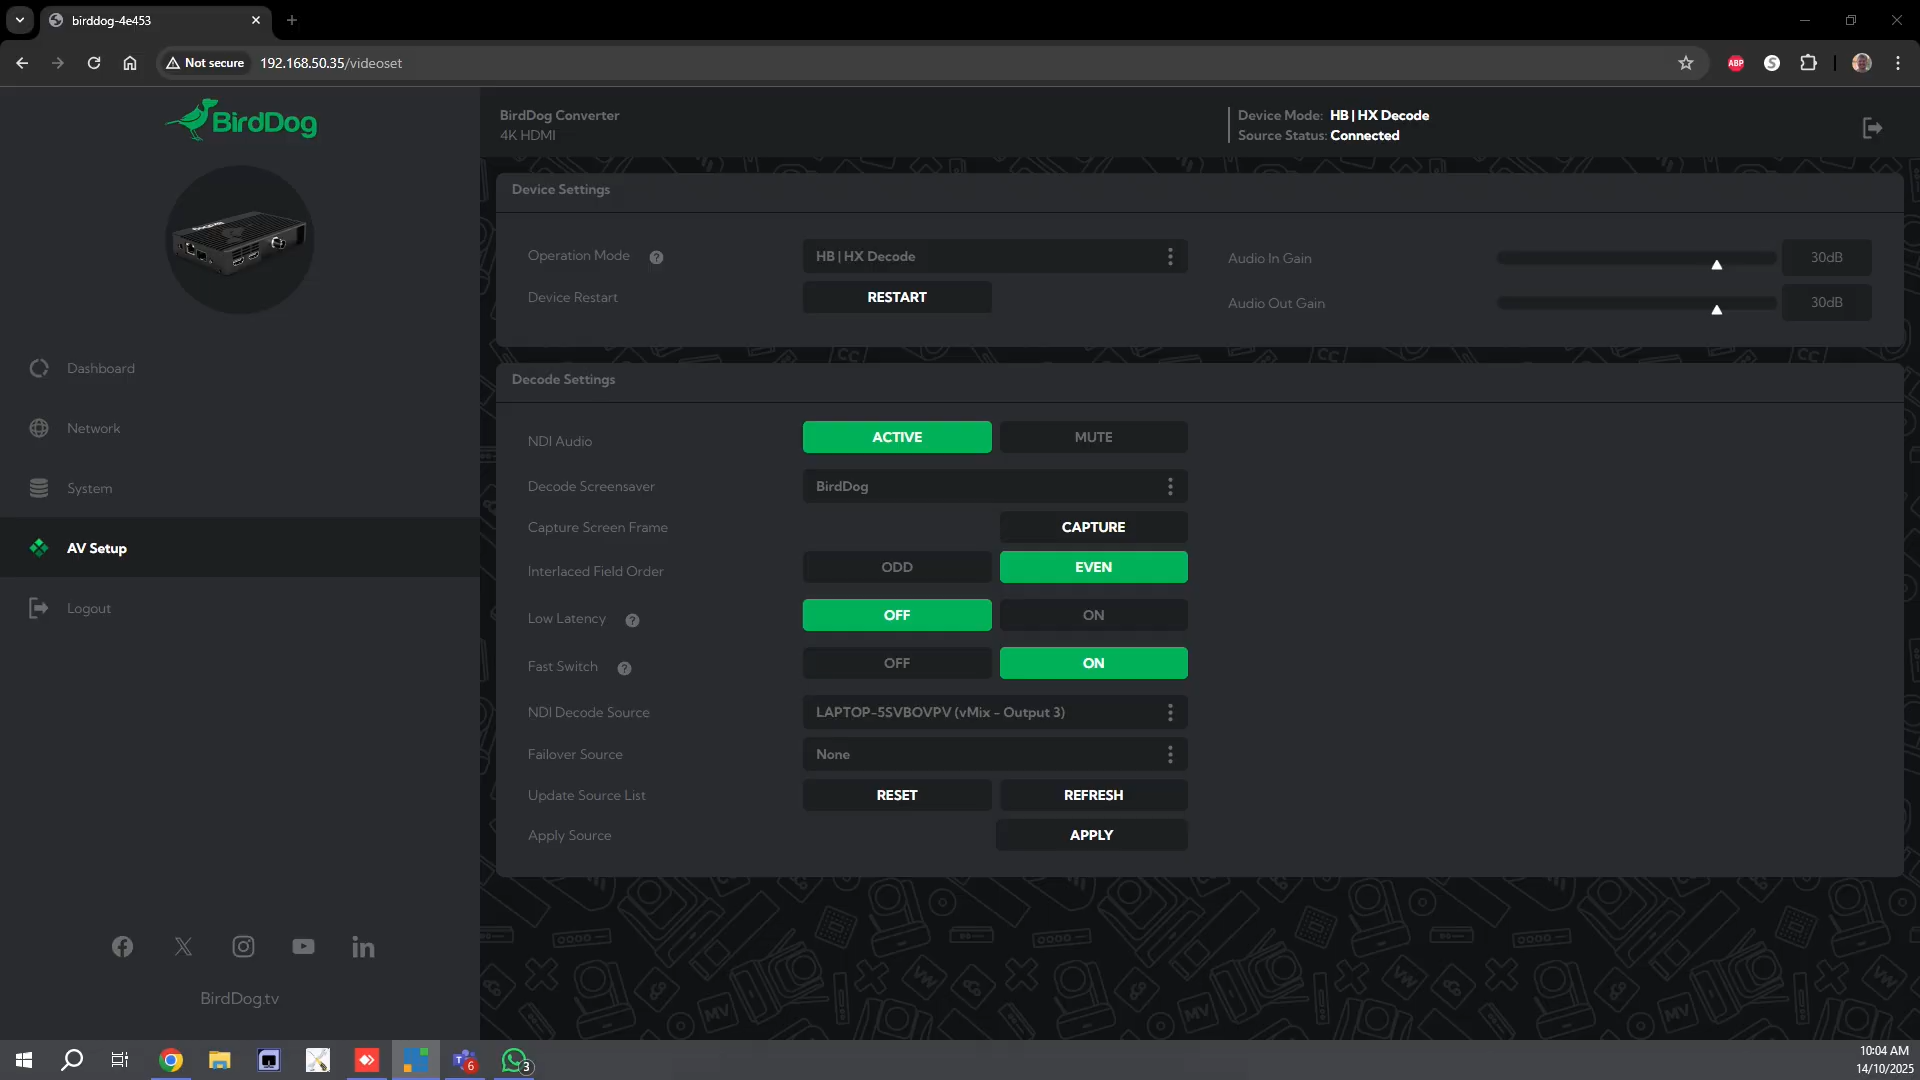 birddog-4e453
Not secure
192.168.50.35/videoset
ABP
S
BirdDog
BirdDog Converter
4K HDMI
Device Mode: HB | HX Decode
Source Status: Connected
Device Settings
Operation Mode
?
HB | HX Decode
Audio In Gain
30dB
Device Restart
RESTART
Audio Out Gain
30dB
Dashboard
Network
System
AV Setup
Logout
Decode Settings
NDI Audio
ACTIVE
MUTE
Decode Screensaver
BirdDog
Capture Screen Frame
CAPTURE
Interlaced Field Order
ODD
EVEN
Low Latency
?
OFF
ON
Fast Switch
?
OFF
ON
NDI Decode Source
LAPTOP-5SVBOVPV (vMix - Output 3)
Failover Source
None
Update Source List
RESET
REFRESH
Apply Source
APPLY
BirdDog.tv
6
3
10:04 AM
14/10/2025